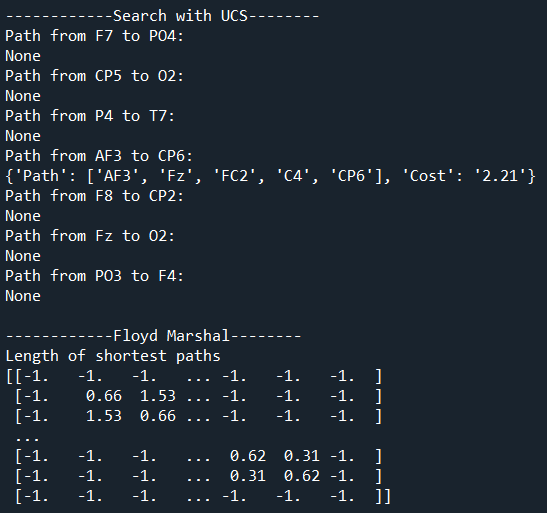 ------------Search with UCS--------
Path from F7 to PO4:
None
Path from CP5 to O2:
None
Path from P4 to T7:
None
Path from AF3 to CP6:
{'Path': ['AF3', 'Fz', 'FC2', 'C4', 'CP6'], 'Cost': '2.21'}
Path from F8 to CP2:
None
Path from Fz to O2:
None
Path from PO3 to F4:
None

------------Floyd Marshal--------
Length of shortest paths
[[-1.   -1.   -1.   ... -1.   -1.   -1.  ]
 [-1.    0.66  1.53 ... -1.   -1.   -1.  ]
 [-1.    1.53  0.66 ... -1.   -1.   -1.  ]
 ...
 [-1.   -1.   -1.   ...  0.62  0.31 -1.  ]
 [-1.   -1.   -1.   ...  0.31  0.62 -1.  ]
 [-1.   -1.   -1.   ... -1.   -1.   -1.  ]]